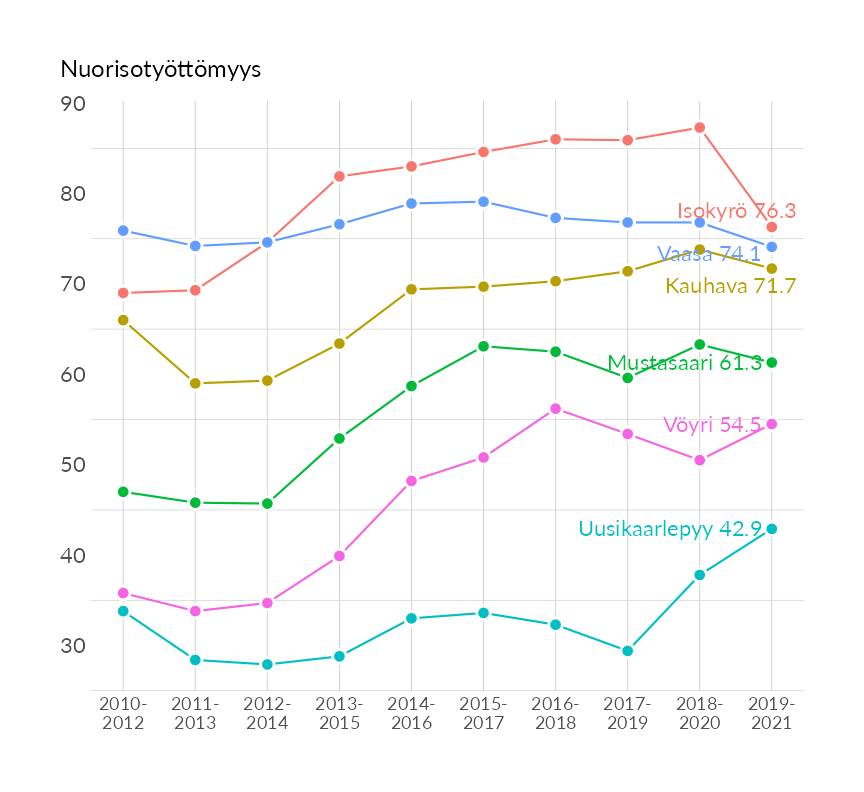 Nuorisotyöttömyys
90
80
70
60
50
40
30
Isokyrö 76.3
Vaasa 74.1
Kauhava 71.7
Mustasaari 61.3
Vöyri 54.5
Uusikaarlepyy 42.9
2010- 2011- 2012- 2013- 2014- 2015- 2016- 2017- 2018- 2019-
2012 2013 2014 2015 2016 2017 2018 2019 2020 2021